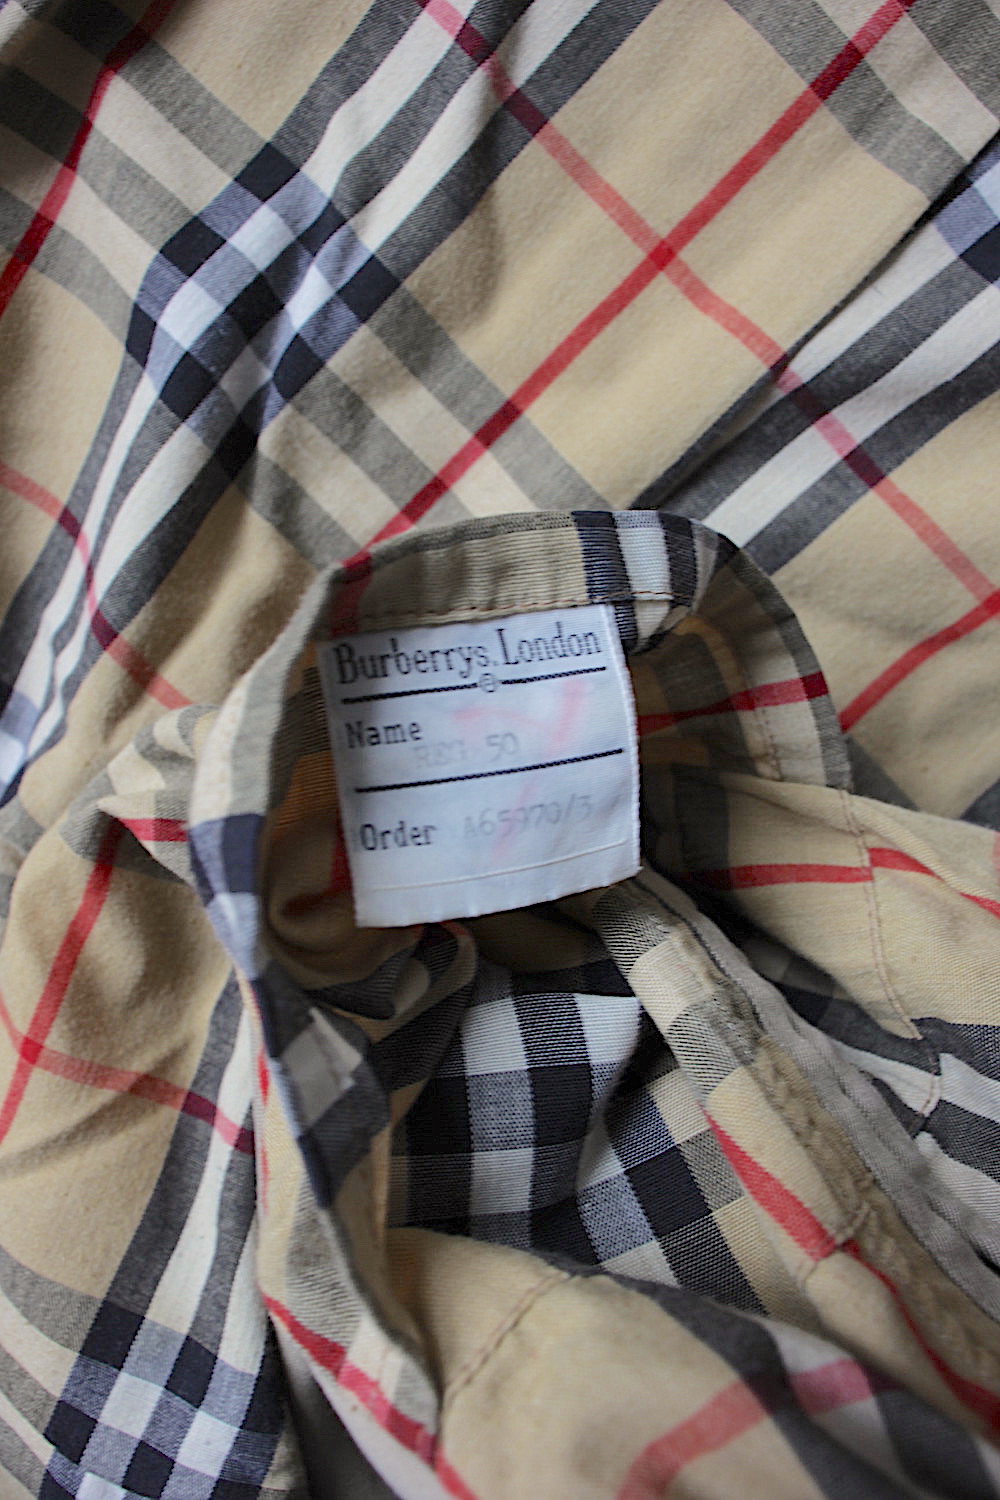 Burberrys. London
R
Name
REG 50
Order A65970/3